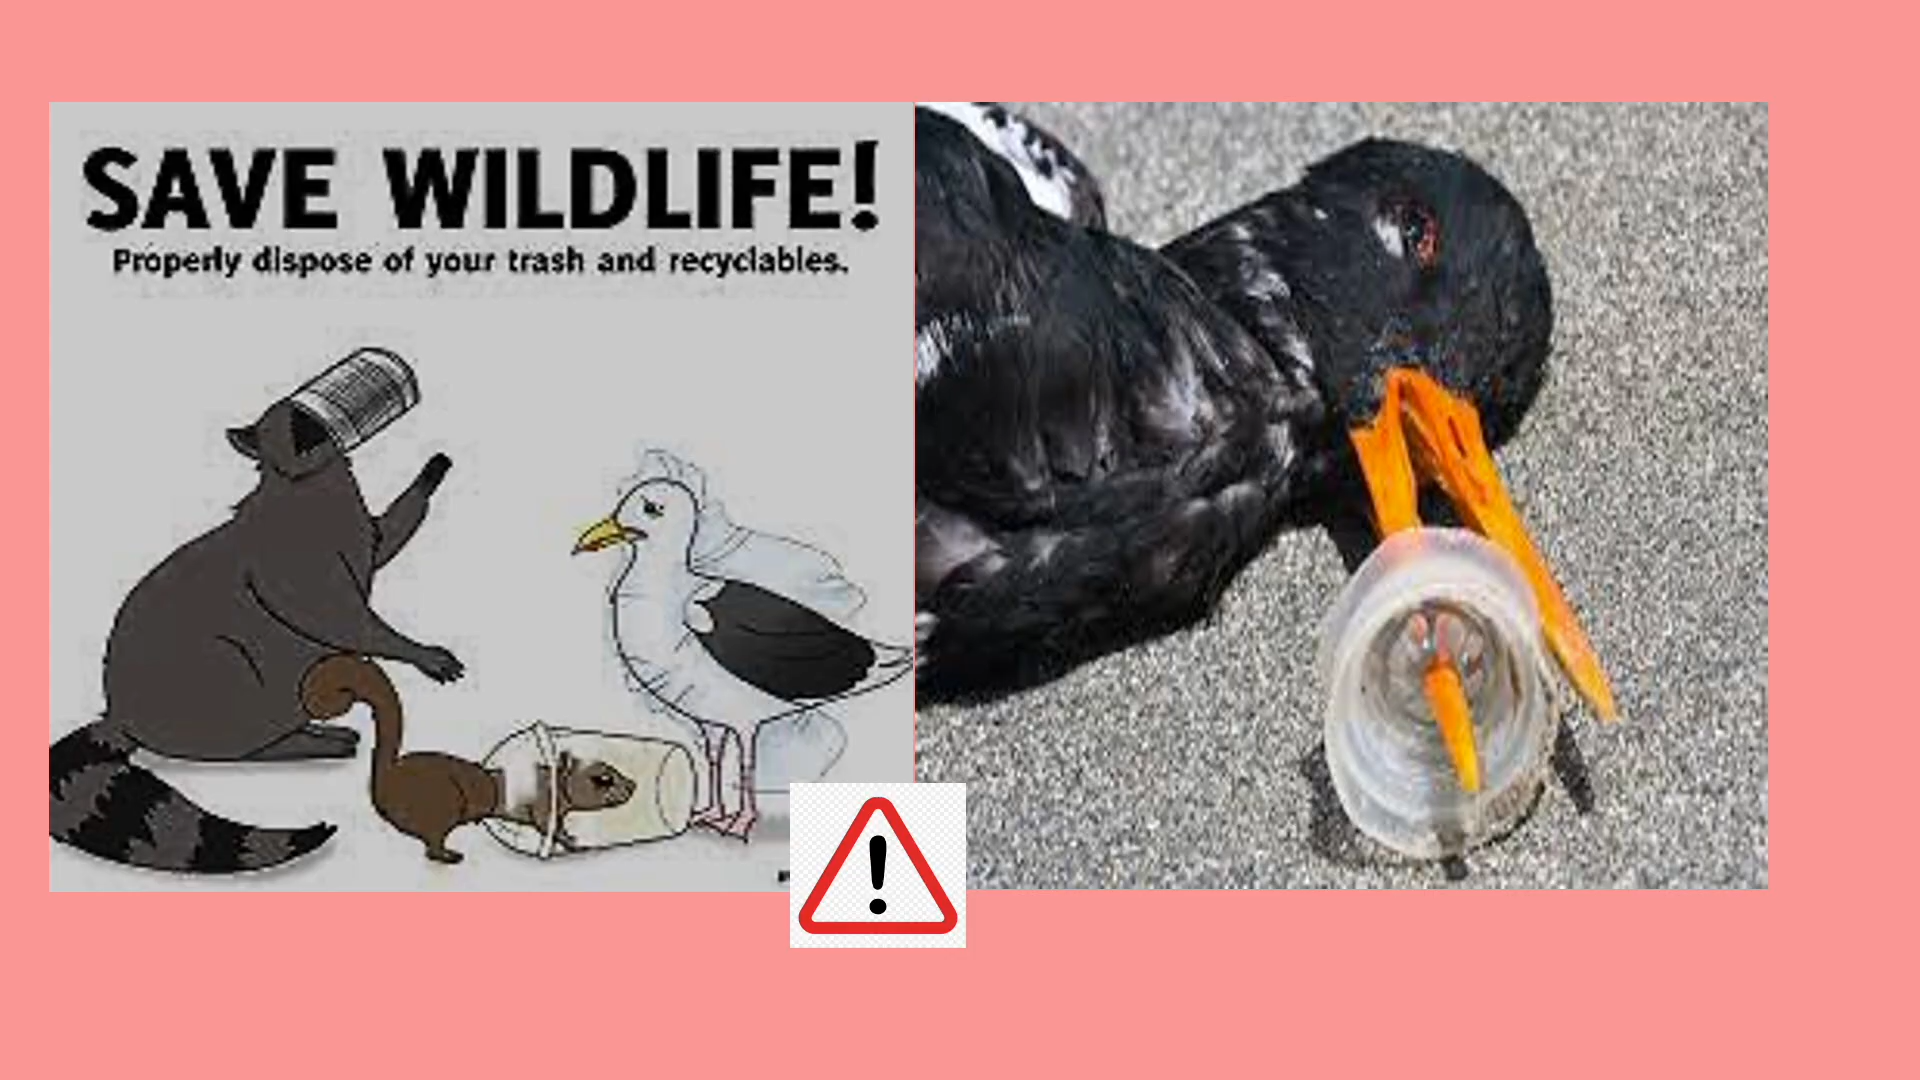 SAVE WILDLIFE!
Properly dispose of your trash and recyclables.